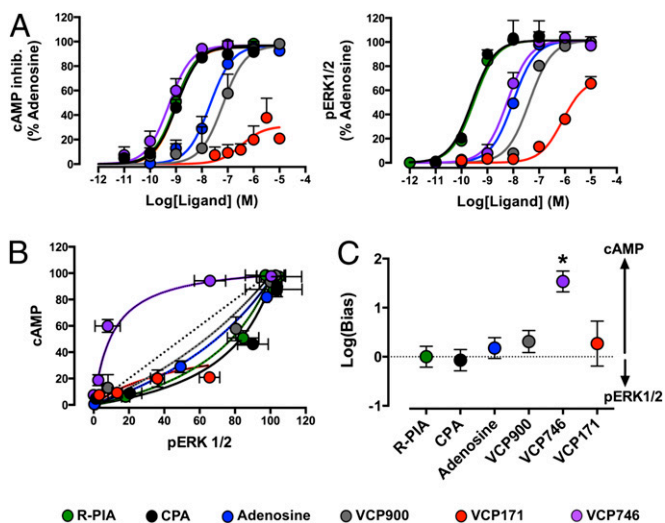 A
cAMP inhib.
(% Adenosine)
120
100
80
60
40
20
0
-12 -11 -10 -9 -8 -7 -6 -5 -4
Log[Ligand] (M)
pERK1/2
(% Adenosine)
120
100
80
60
40
20
0
-12 -11 -10 -9 -8 -7 -6 -5 -4
Log[Ligand] (M)
B
cAMP
120
100
80
60
40
20
0
0 20 40 60 80 100 120
pERK 1/2
C
Log(Bias)
2
1
0
-1
*
cAMP
pERK1/2
R-PIA
CPA
Adenosine
VCP900
VCP746
VCP171
R-PIA CPA Adenosine VCP900 VCP171 VCP746